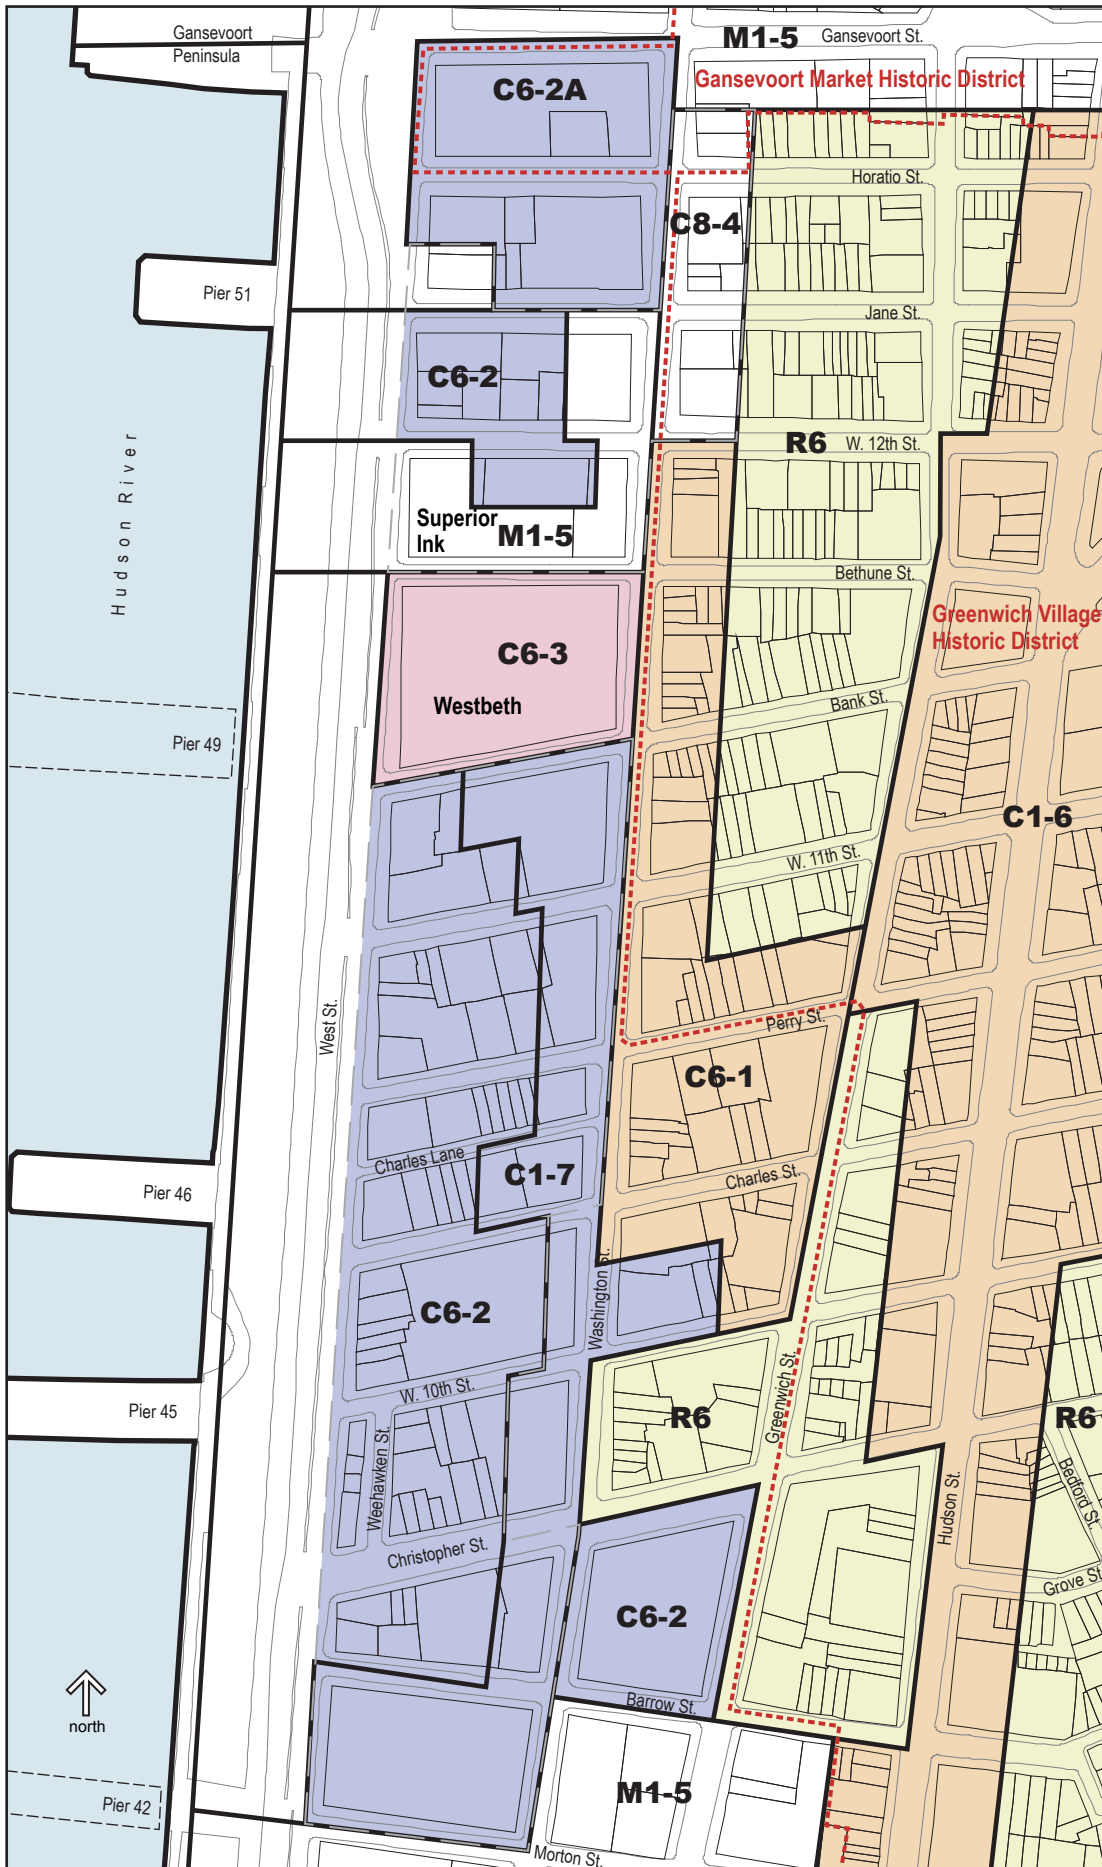 Gansevoort
Peninsula
M1-5
Gansevoort St.
Gansevoort Market Historic District
C6-2A
Horatio St.
C8-4
Pier 51
Jane St.
C6-2
R6
W. 12th St.
Hudson River
Superior
Ink
M1-5
Bethune St.
Greenwich Village
Historic District
C6-3
Westbeth
Bank St.
Pier 49
C1-6
W. 11th St.
West St.
Perry St.
C6-1
Charles Lane
C1-7
Charles St.
Pier 46
Washington St.
C6-2
W. 10th St.
Greenwich St.
Pier 45
R6
R6
Weehawken St.
Bedford St.
Hudson St.
Christopher St.
Grove St
C6-2
north
Barrow St.
Pier 42
M1-5
Morton St.